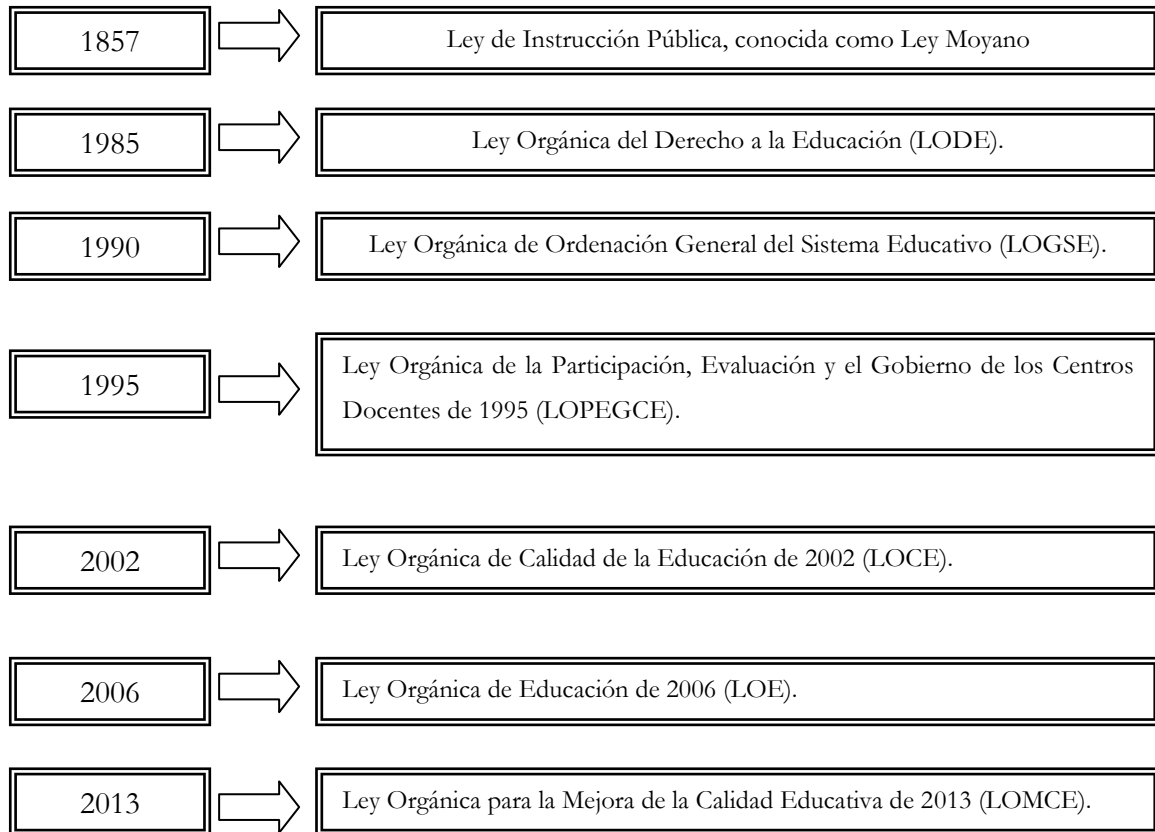 1857
Ley de Instrucción Pública, conocida como Ley Moyano
1985
Ley Orgánica del Derecho a la Educación (LODE).
1990
Ley Orgánica de Ordenación General del Sistema Educativo (LOGSE).
1995
Ley Orgánica de la Participación, Evaluación y el Gobierno de los Centros
Docentes de 1995 (LOPEGCE).
2002
Ley Orgánica de Calidad de la Educación de 2002 (LOCE).
2006
Ley Orgánica de Educación de 2006 (LOE).
2013
Ley Orgánica para la Mejora de la Calidad Educativa de 2013 (LOMCE).